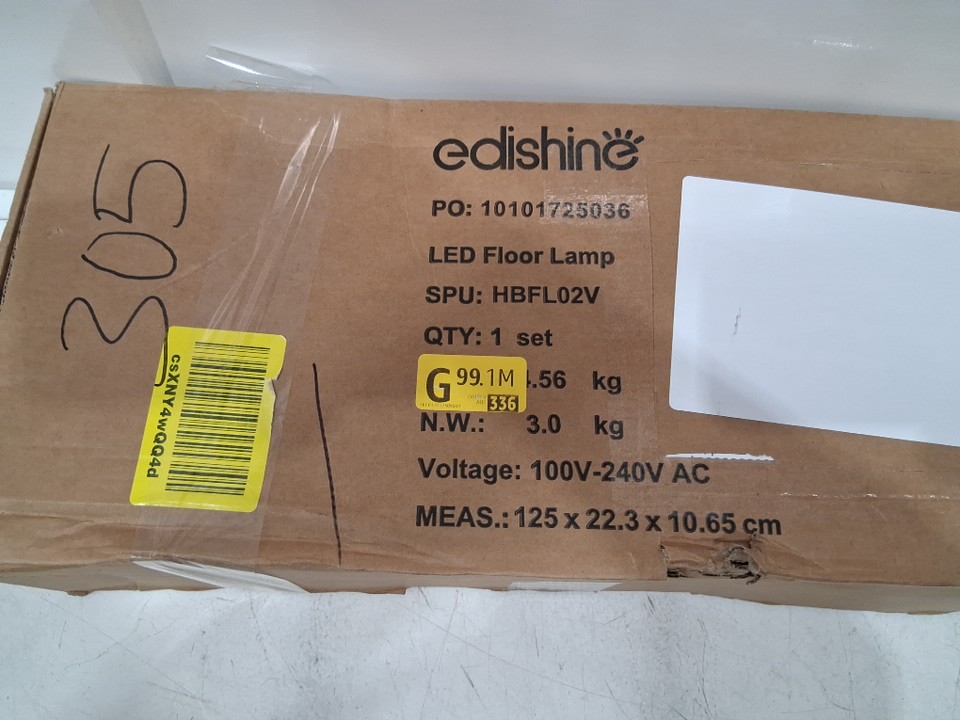 305
edishine
PO: 10101725036
LED Floor Lamp
SPU: HBFL02V
QTY: 1 set
G 99.1M
336
.56 kg
N.W.: 3.0 kg
Voltage: 100V-240V AC
MEAS.: 125 x 22.3 x 10.65 cm
csXNY4wQQ4d